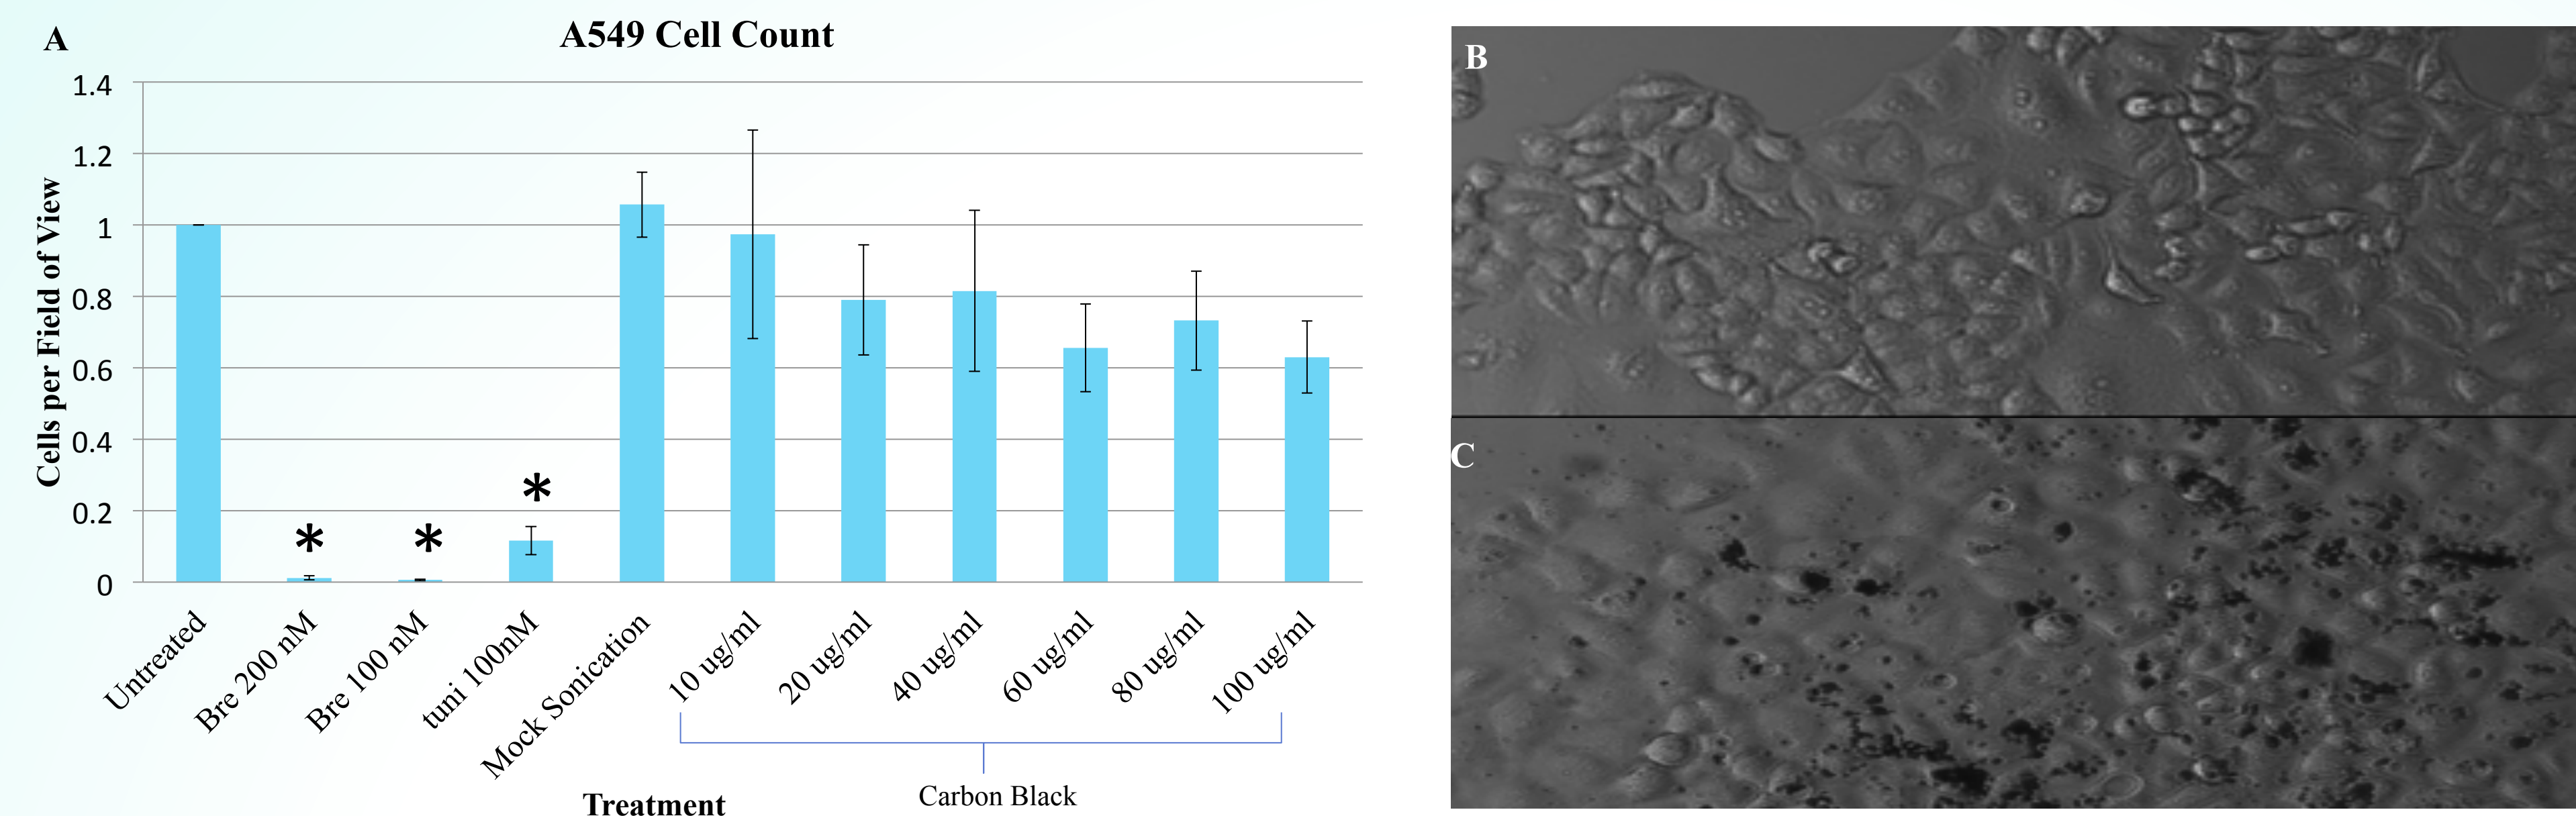 A
A549 Cell Count
Cells per Field of View
1.4
1.2
1
0.8
0.6
0.4
0.2
0
*
*
*
Untreated
Bre 200 nM
Bre 100 nM
tuni 100nM
Mock Sonication
10 ug/ml
20 ug/ml
40 ug/ml
60 ug/ml
80 ug/ml
100 ug/ml
Carbon Black
Treatment
B
C